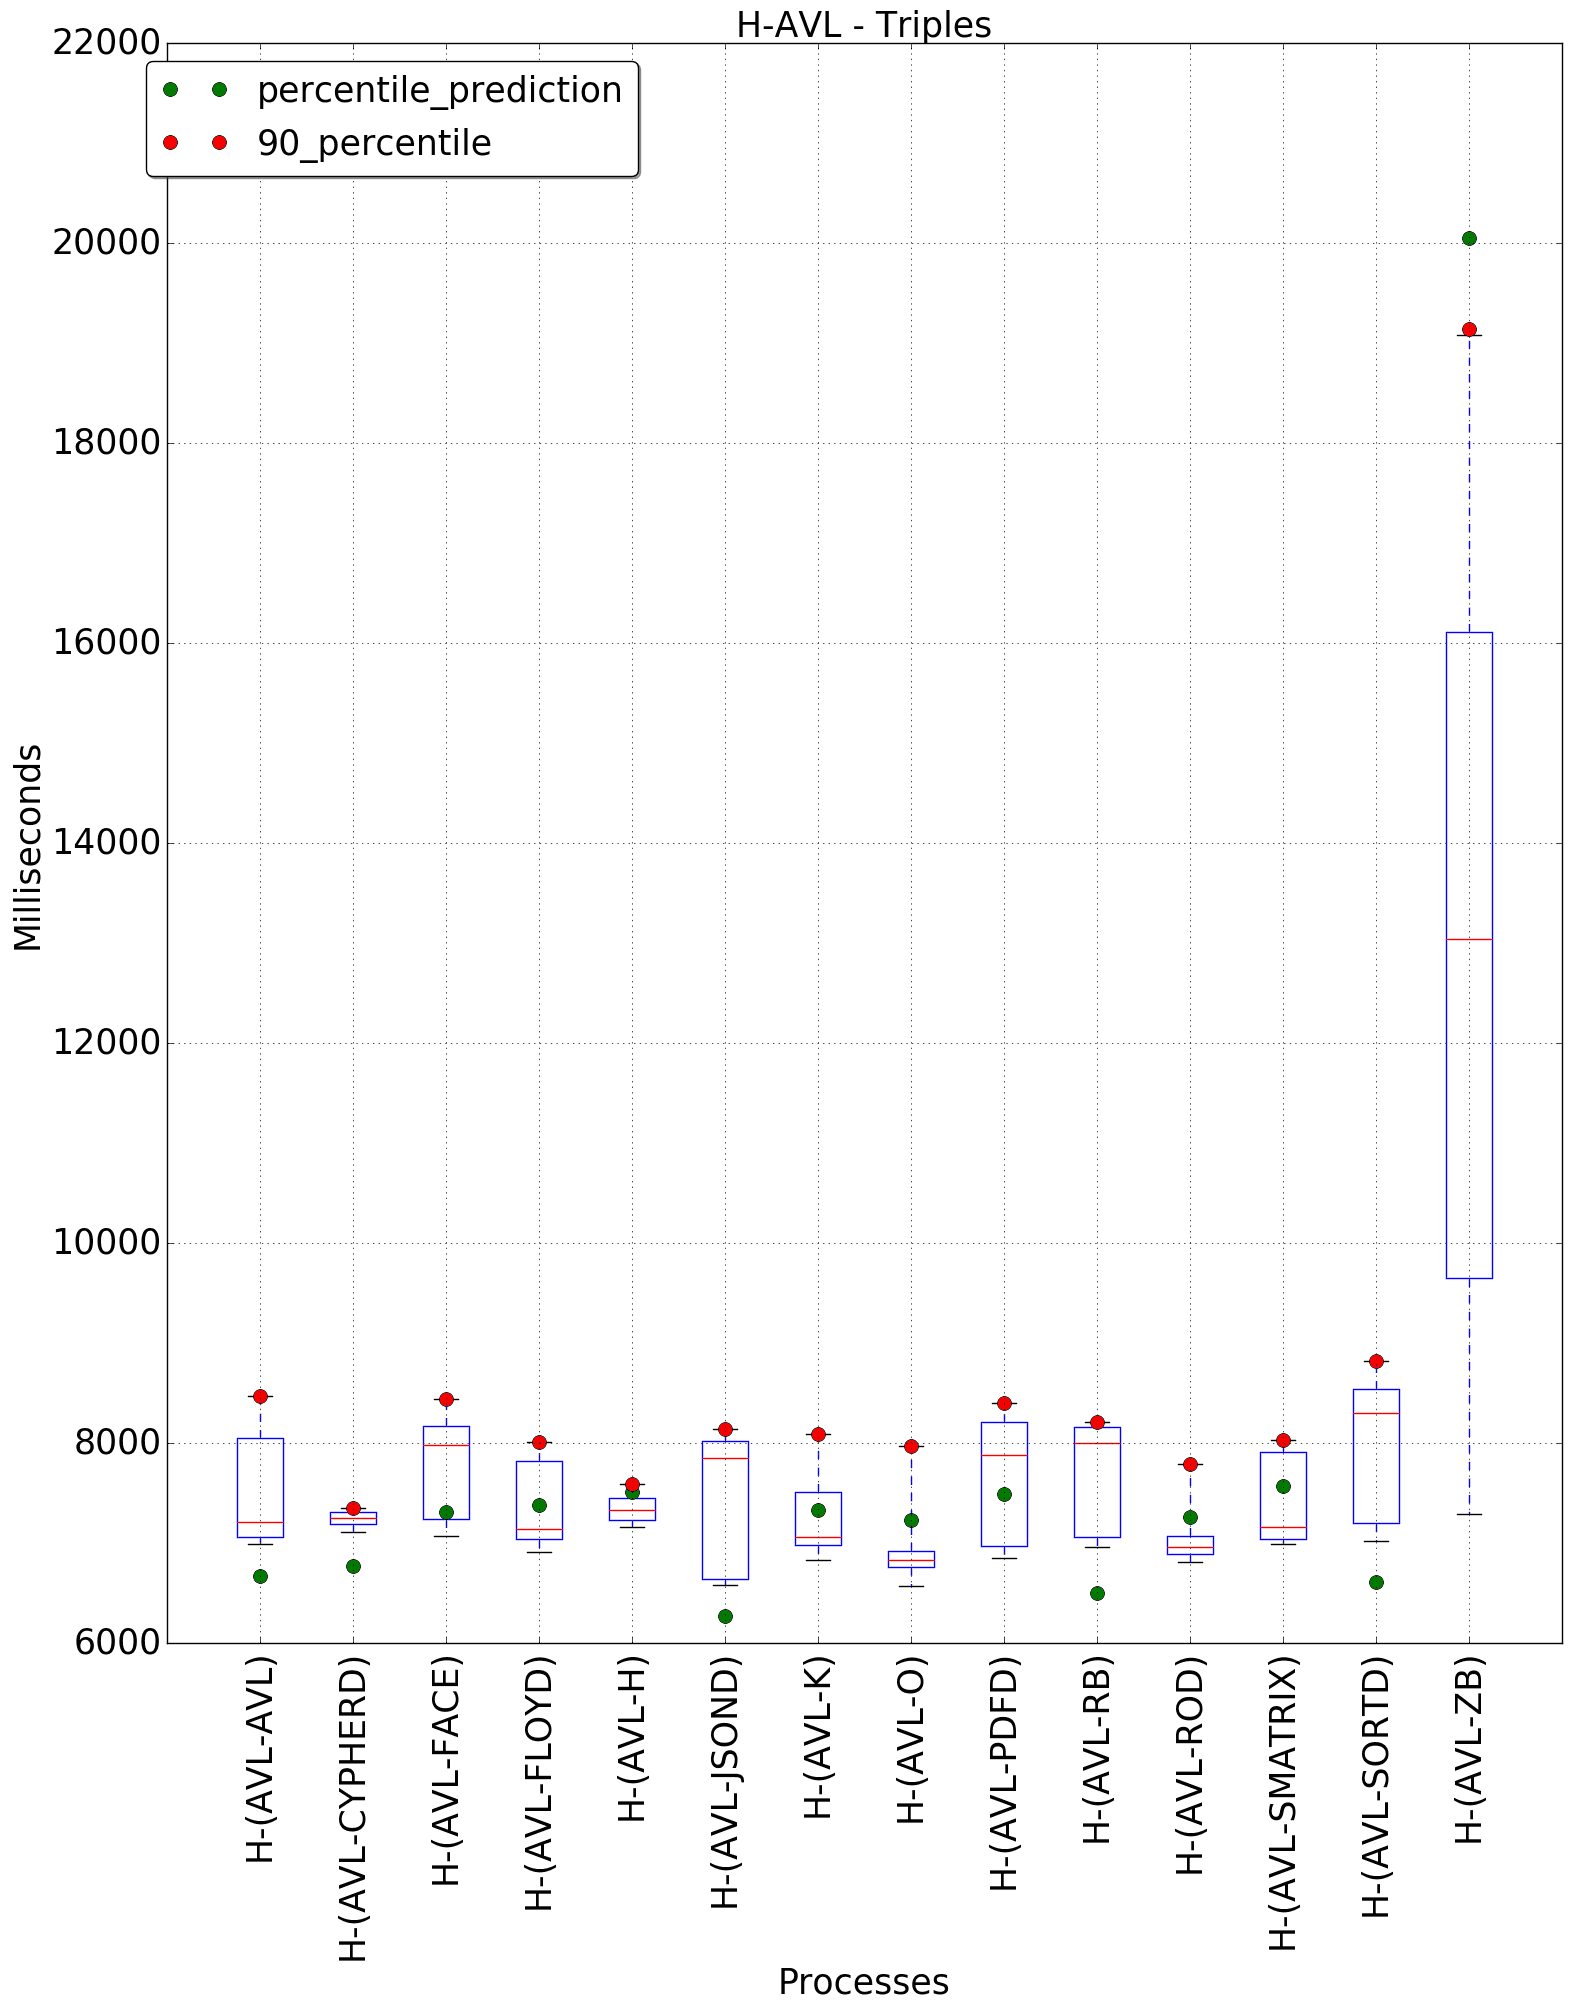 H-AVL - Triples
22000
percentile_prediction
90_percentile
20000
18000
16000
14000
12000
10000
8000
6000
Milliseconds
H-(AVL-AVL)
H-(AVL-CYPHERD)
H-(AVL-FACE)
H-(AVL-FLOYD)
H-(AVL-H)
H-(AVL-JSOND)
H-(AVL-K)
H-(AVL-O)
H-(AVL-PDFD)
H-(AVL-RB)
H-(AVL-ROD)
H-(AVL-SMATRIX)
H-(AVL-SORTD)
H-(AVL-ZB)
Processes